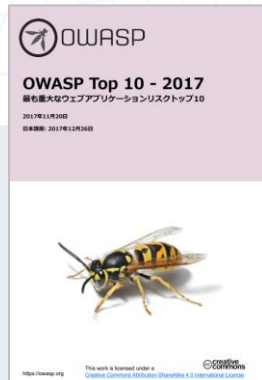 OWASP
OWASP Top 10 - 2017
最も重大なウェブアプリケーションリスクトップ10
2017年11月20日
日本語版: 2017年12月26日
https://owasp.org
This work is licensed under a
Creative Commons Attribution-ShareAlike 4.0 International License
creative commons